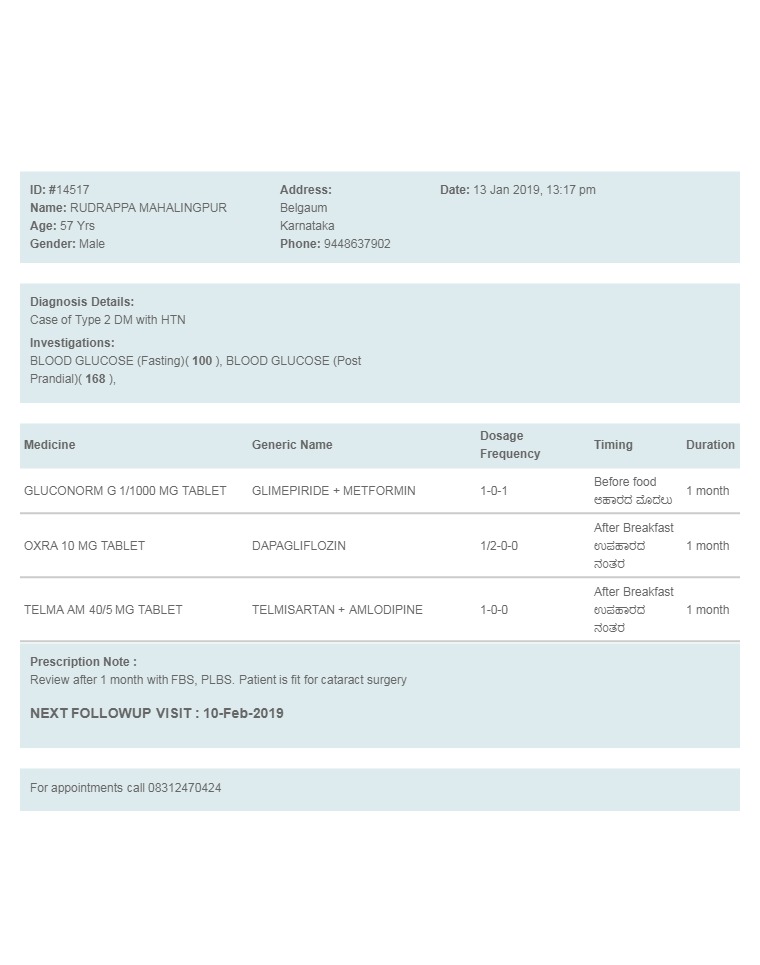 ID: #14517
Name: RUDRAPPA MAHALINGPUR
Age: 57 Yrs
Gender: Male
Address:
Belgaum
Karnataka
Phone: 9448637902
Date: 13 Jan 2019, 13:17 pm
Diagnosis Details:
Case of Type 2 DM with HTN
Investigations:
BLOOD GLUCOSE (Fasting)( 100 ), BLOOD GLUCOSE (Post
Prandial)( 168 ),
Medicine Generic Name Dosage Frequency Timing Duration
GLUCONORM G 1/1000 MG TABLET GLIMEPIRIDE + METFORMIN 1-0-1 Before food
ಆಹಾರದ ಮೊದಲು 1 month
OXRA 10 MG TABLET DAPAGLIFLOZIN 1/2-0-0 After Breakfast
ಉಪಹಾರದ
ನಂತರ 1 month
TELMA AM 40/5 MG TABLET TELMISARTAN + AMLODIPINE 1-0-0 After Breakfast
ಉಪಹಾರದ
ನಂತರ 1 month
Prescription Note :
Review after 1 month with FBS, PLBS. Patient is fit for cataract surgery
NEXT FOLLOWUP VISIT : 10-Feb-2019
For appointments call 08312470424